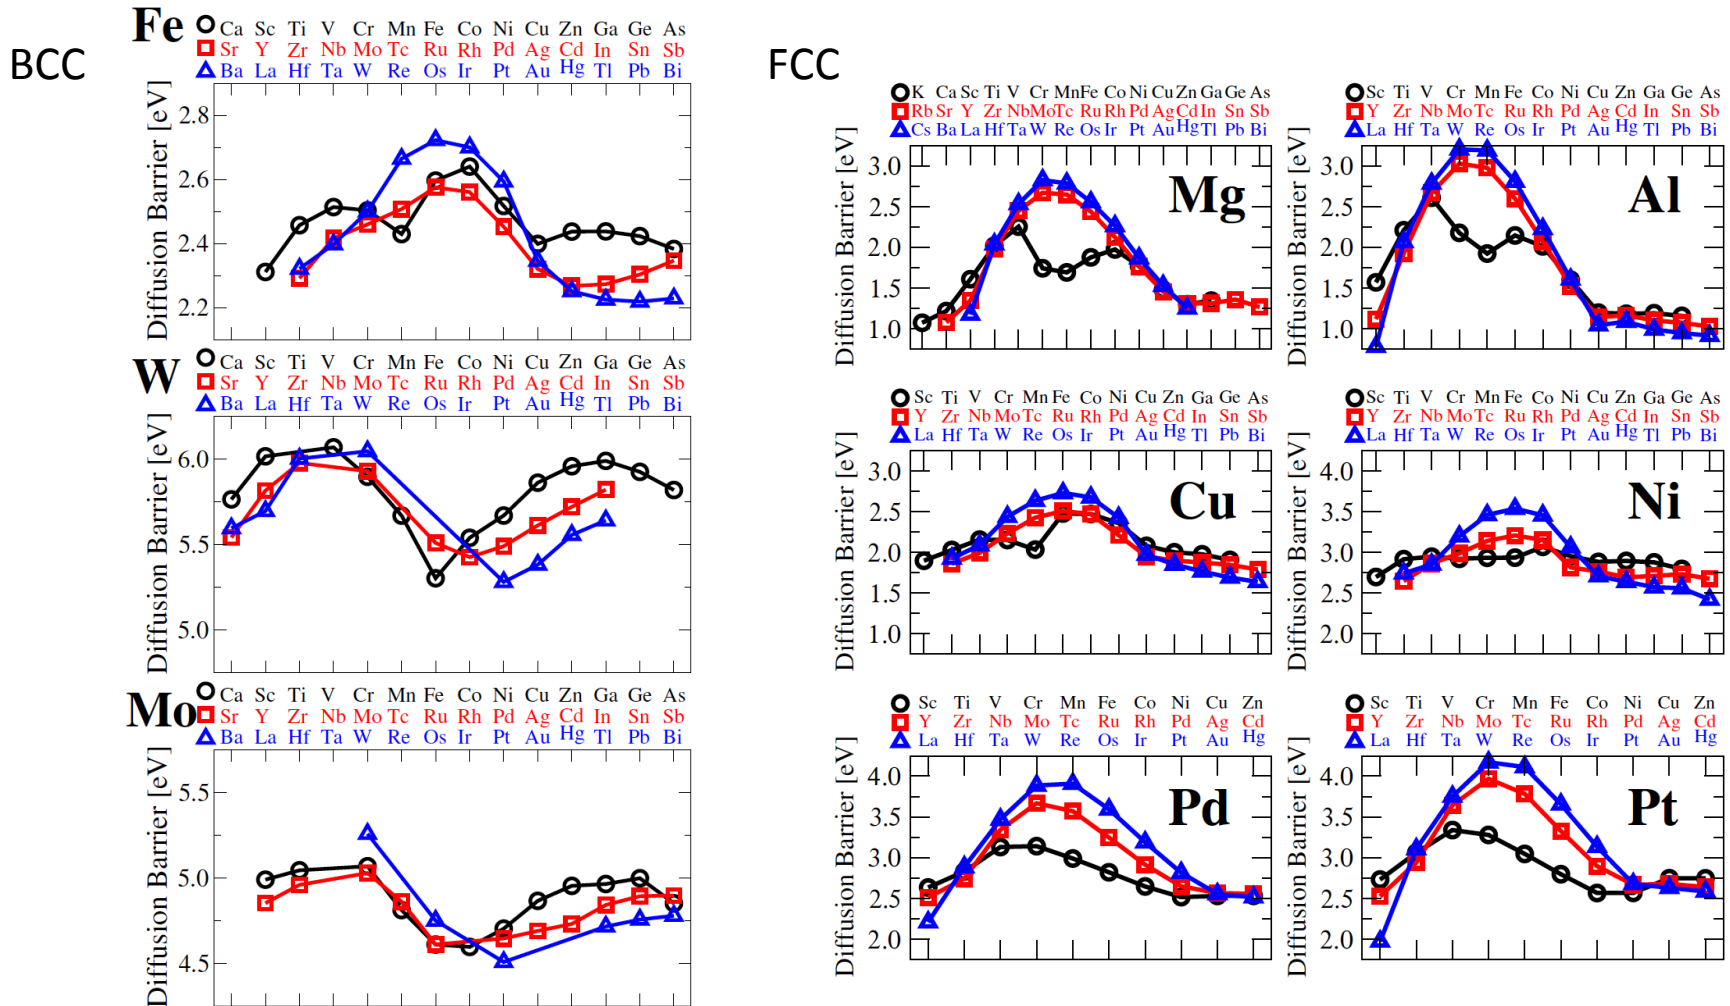 BCC
Fe
Ca Sc Ti V Cr Mn Fe Co Ni Cu Zn Ga Ge As
Sr Y Zr Nb Mo Tc Ru Rh Pd Ag Cd In Sn Sb
Ba La Hf Ta W Re Os Ir Pt Au Hg Tl Pb Bi
Diffusion Barrier [eV]
2.8
2.6
2.4
2.2
W
Ca Sc Ti V Cr Mn Fe Co Ni Cu Zn Ga Ge As
Sr Y Zr Nb Mo Tc Ru Rh Pd Ag Cd In Sn Sb
Ba La Hf Ta W Re Os Ir Pt Au Hg Tl Pb Bi
Diffusion Barrier [eV]
6.0
5.5
5.0
Mo
Ca Sc Ti V Cr Mn Fe Co Ni Cu Zn Ga Ge As
Sr Y Zr Nb Mo Tc Ru Rh Pd Ag Cd In Sn Sb
Ba La Hf Ta W Re Os Ir Pt Au Hg Tl Pb Bi
Diffusion Barrier [eV]
5.5
5.0
4.5
FCC
K Ca Sc Ti V Cr Mn Fe Co Ni Cu Zn Ga Ge As
Rb Sr Y Zr Nb Mo Tc Ru Rh Pd Ag Cd In Sn Sb
Cs Ba La Hf Ta W Re Os Ir Pt Au Hg Tl Pb Bi
Diffusion Barrier [eV]
3.0
2.5
2.0
1.5
1.0
Mg
Sc Ti V Cr Mn Fe Co Ni Cu Zn Ga Ge As
Y Zr Nb Mo Tc Ru Rh Pd Ag Cd In Sn Sb
La Hf Ta W Re Os Ir Pt Au Hg Tl Pb Bi
Diffusion Barrier [eV]
3.0
2.5
2.0
1.5
1.0
Al
Sc Ti V Cr Mn Fe Co Ni Cu Zn Ga Ge As
Y Zr Nb Mo Tc Ru Rh Pd Ag Cd In Sn Sb
La Hf Ta W Re Os Ir Pt Au Hg Tl Pb Bi
Diffusion Barrier [eV]
3.0
2.5
2.0
1.5
1.0
Cu
Sc Ti V Cr Mn Fe Co Ni Cu Zn Ga Ge As
Y Zr Nb Mo Tc Ru Rh Pd Ag Cd In Sn Sb
La Hf Ta W Re Os Ir Pt Au Hg Tl Pb Bi
Diffusion Barrier [eV]
4.0
3.5
3.0
2.5
2.0
Ni
Sc Ti V Cr Mn Fe Co Ni Cu Zn
Y Zr Nb Mo Tc Ru Rh Pd Ag Cd
La Hf Ta W Re Os Ir Pt Au Hg
Diffusion Barrier [eV]
4.0
3.5
3.0
2.5
2.0
Pd
Sc Ti V Cr Mn Fe Co Ni Cu Zn
Y Zr Nb Mo Tc Ru Rh Pd Ag Cd
La Hf Ta W Re Os Ir Pt Au Hg
Diffusion Barrier [eV]
4.0
3.5
3.0
2.5
2.0
Pt